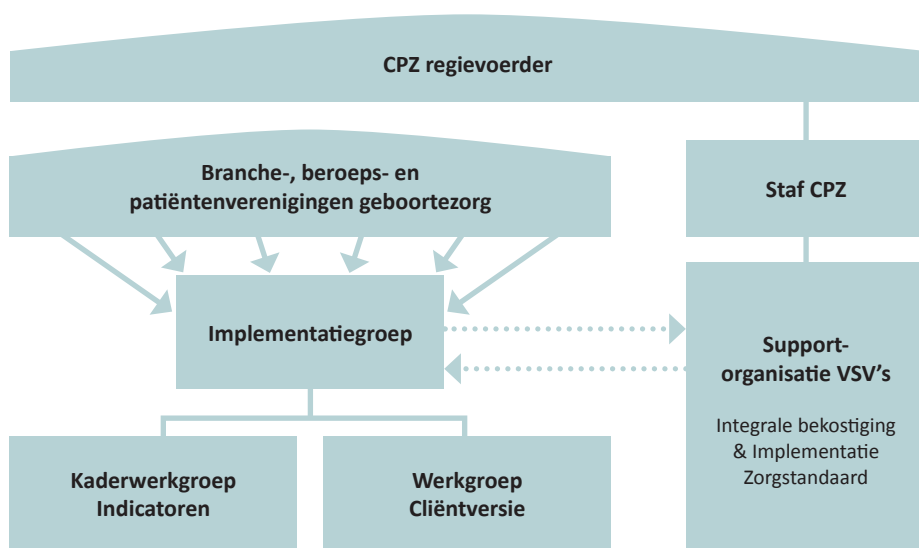 CPZ regievoerder
Branche-, beroeps- en
patiëntenverenigingen geboortezorg
Staf CPZ
Implementatiegroep
Support-
organisatie VSV’s
Integrale bekostiging
& Implementatie
Zorgstandaard
Kaderwerkgroep
Indicatoren
Werkgroep
Cliëntversie